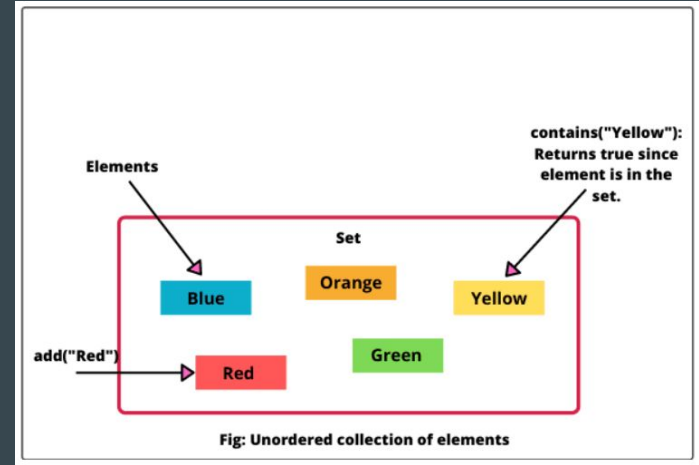 contains("Yellow"):
Returns true since
element is in the
set.
Elements
Set
Orange
Blue
Yellow
add("Red")
Green
Red
Fig: Unordered collection of elements